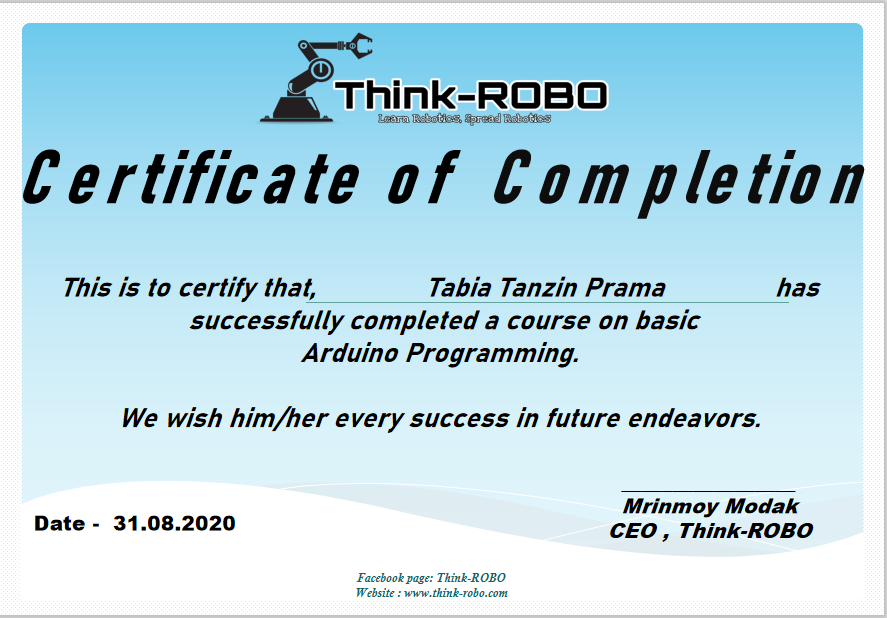 Think-ROBO
Learn Robotics, Spread Robotics
Certificate of Completion
This is to certify that, Tabia Tanzin Prama has
successfully completed a course on basic
Arduino Programming.
We wish him/her every success in future endeavors.
Mrinmoy Modak
Date - 31.08.2020
CEO , Think-ROBO
Facebook page: Think-ROBO
Website : www.think-robo.com